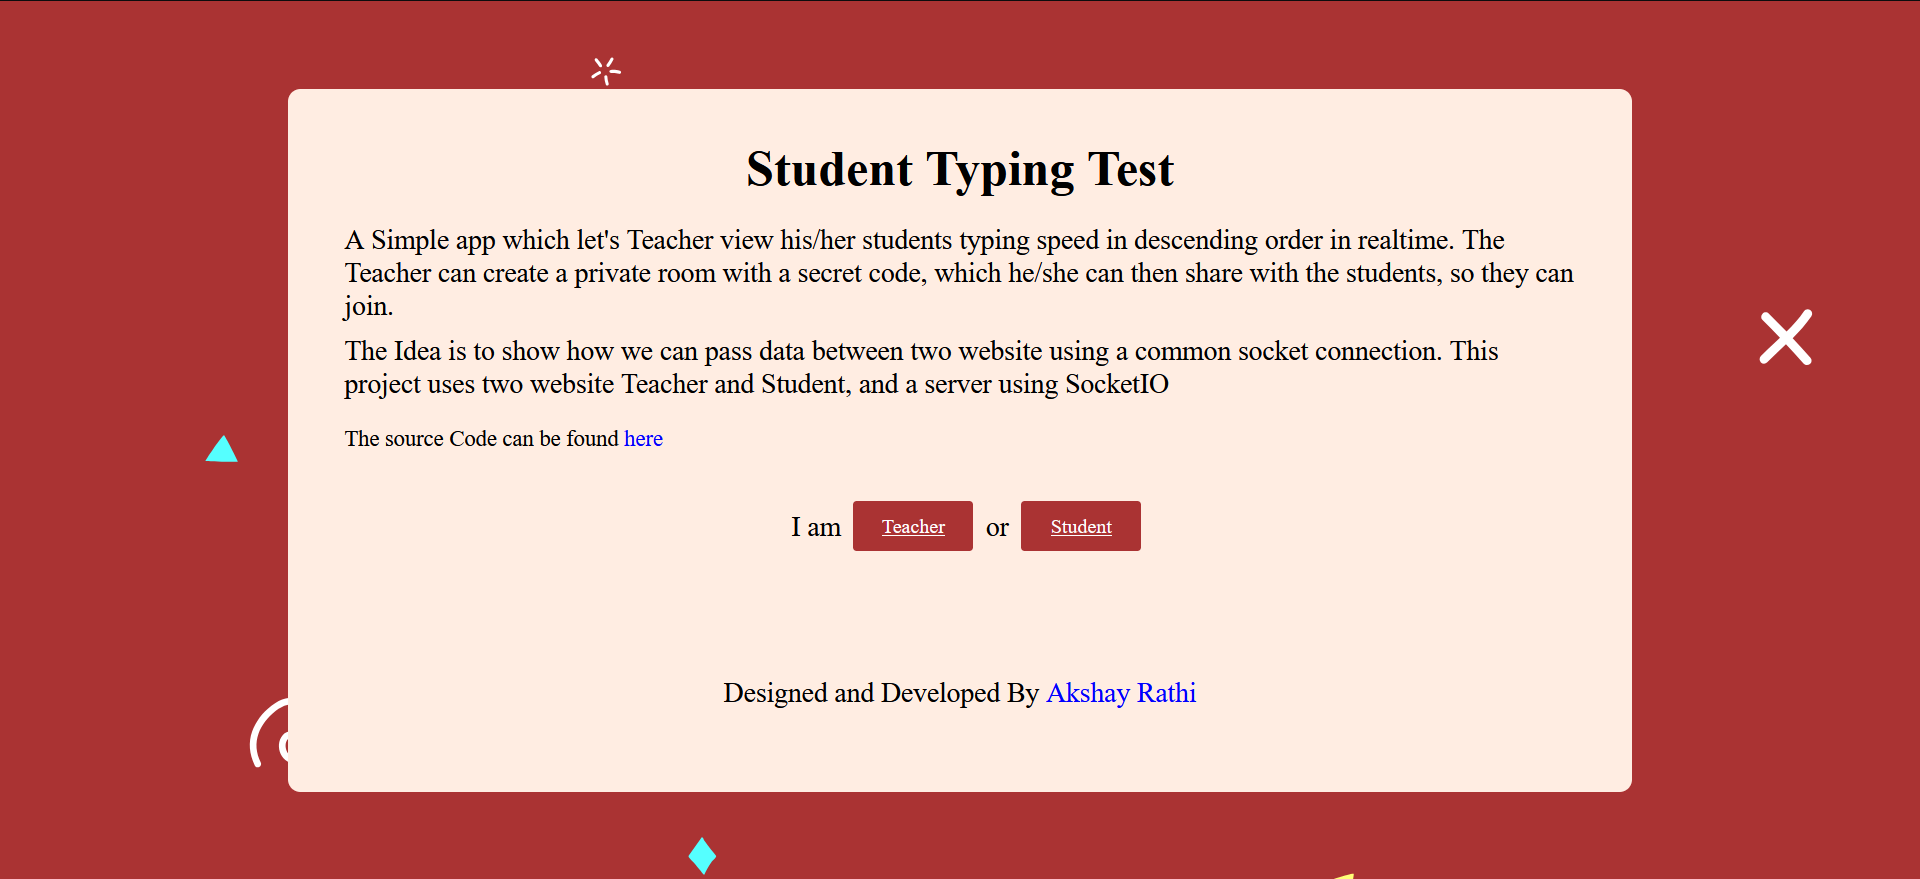 Student Typing Test
A Simple app which let's Teacher view his/her students typing speed in descending order in realtime. The
Teacher can create a private room with a secret code, which he/she can then share with the students, so they can
join.
The Idea is to show how we can pass data between two website using a common socket connection. This
project uses two website Teacher and Student, and a server using SocketIO
The source Code can be found here
I am Teacher or Student
Designed and Developed By Akshay Rathi